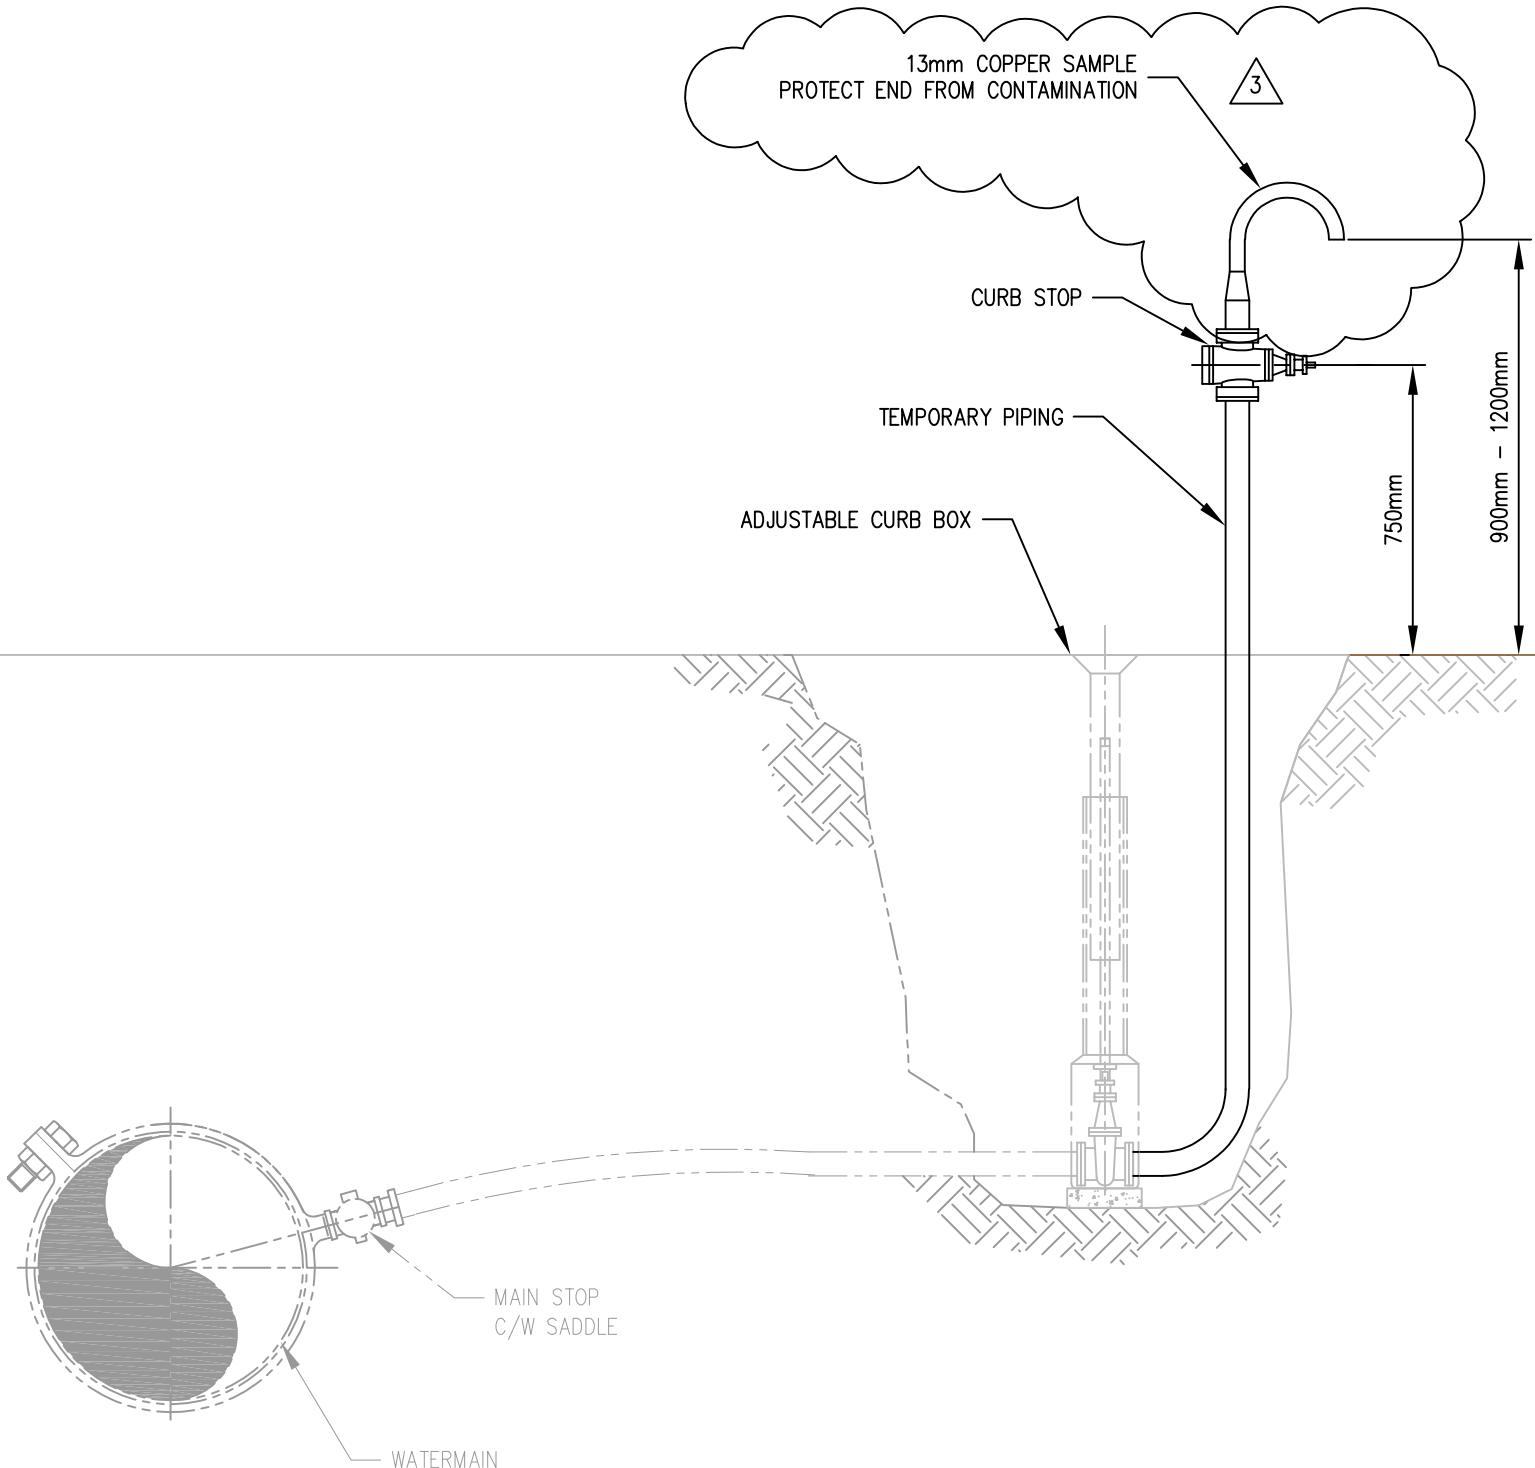 13mm COPPER SAMPLE
PROTECT END FROM CONTAMINATION
3
CURB STOP
TEMPORARY PIPING
ADJUSTABLE CURB BOX
750mm
900mm - 1200mm
MAIN STOP
C/W SADDLE
WATERMAIN